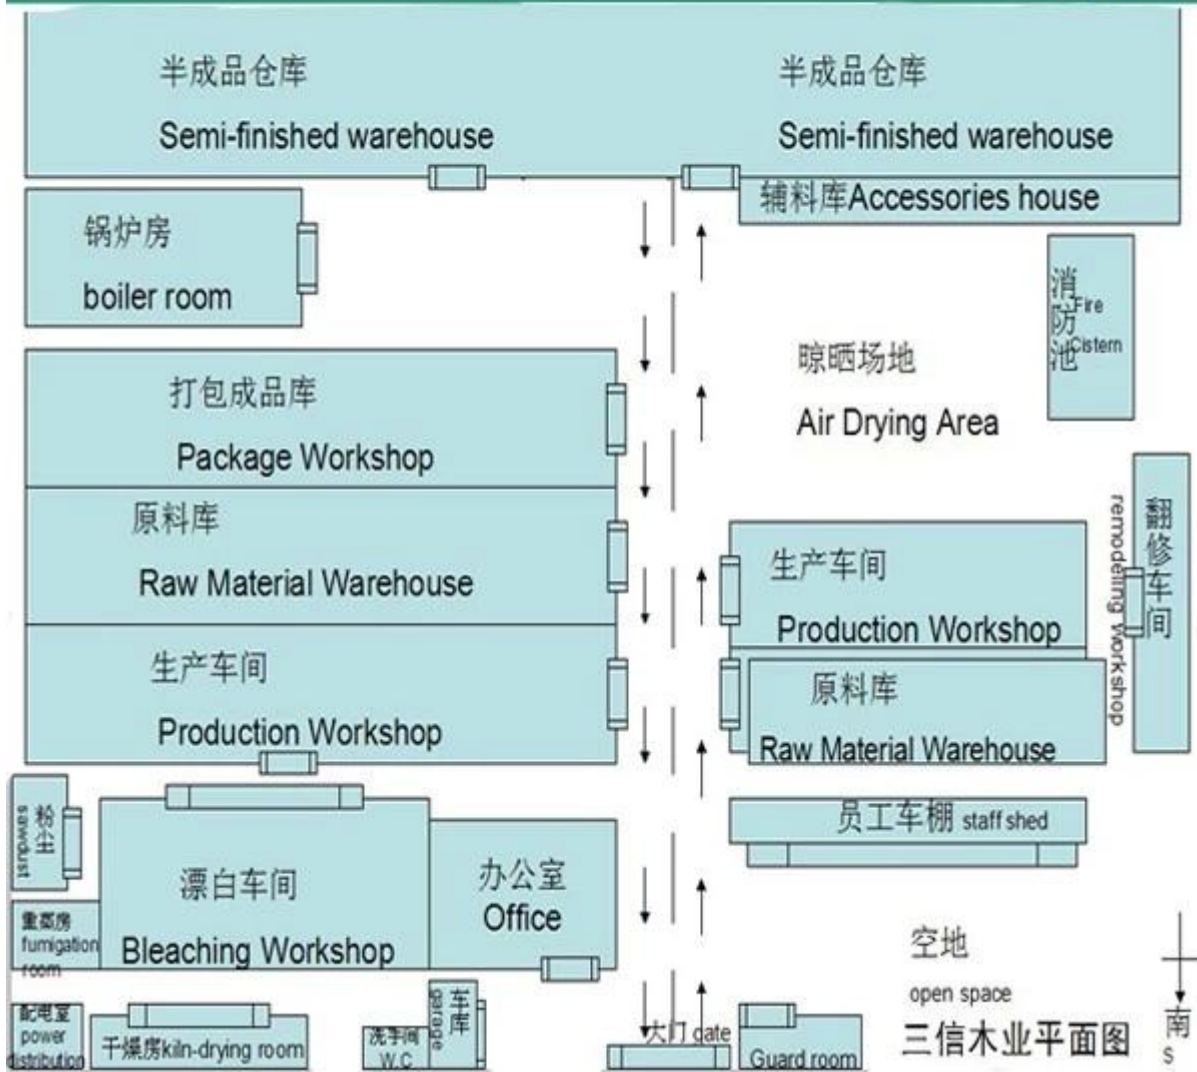 半成品仓库
Semi-finished warehouse
半成品仓库
Semi-finished warehouse
辅料库Accessories house
锅炉房
boiler room
消防池
Fire
Cistern
晾晒场地
Air Drying Area
打包成品库
Package Workshop
原料库
Raw Material Warehouse
生产车间
Production Workshop
翻修车间
remodeling workshop
生产车间
Production Workshop
原料库
Raw Material Warehouse
员工车棚 staff shed
粉尘
sawdust
漂白车间
Bleaching Workshop
办公室
Office
重蒸房
fumigation
room
空地
open space
配电室
power
distribution
干燥房kiln-drying room
洗手间
W.C
车库
garage
大门 gate
Guard room
三信木业平面图
南
S